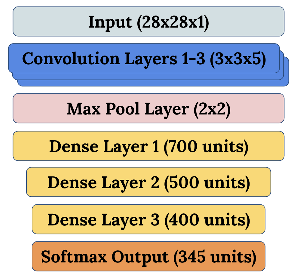 Input (28x28x1)
Convolution Layers 1-3 (3x3x5)
Max Pool Layer (2x2)
Dense Layer 1 (700 units)
Dense Layer 2 (500 units)
Dense Layer 3 (400 units)
Softmax Output (345 units)